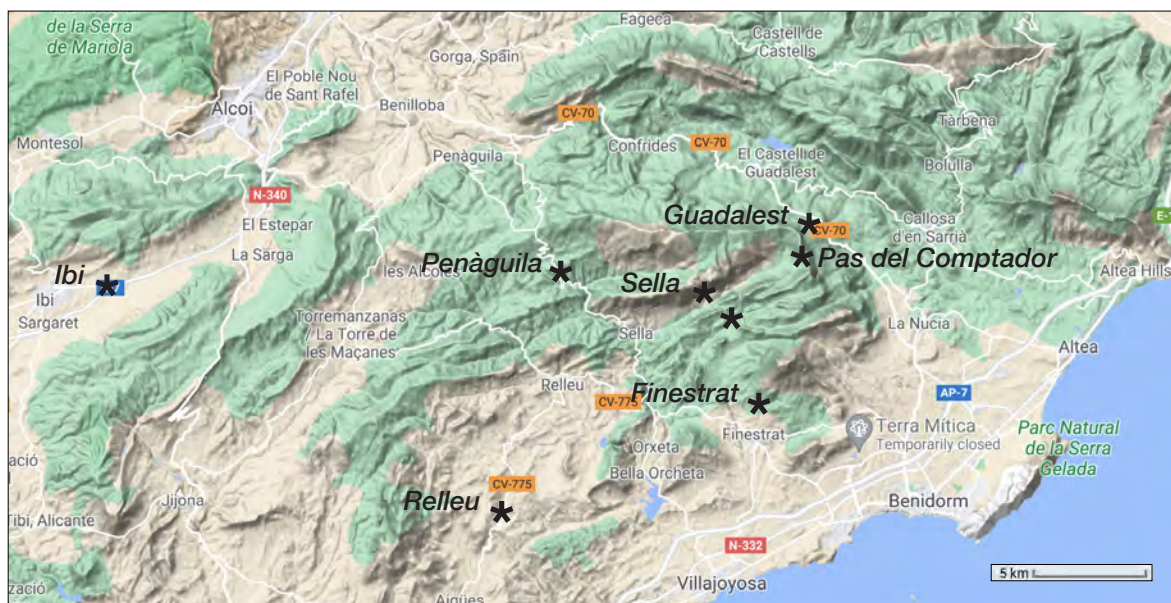 de la Serra
de Mariola
Fageca
Castell de
Castells
Gorga, Spain
El Poble Nou
de Sant Rafel
Alcoi
Benilloba
CV-70
Tàrbena
Montesol
CV-70
Confrides
Penàguila
El Castell de
Guadalest
Bolulla
N-340
El Estepar
Guadalest
CV-70
Callosa
d'en Sarrià
E-1
La Sarga
Pas del Comptador
Penàguila
les Alcotes
Altea Hills
Ibi
Sella
Ibi
Sargaret
Torremanzanas
/ La Torre de
les Maçanes
Sella
La Nucia
Altea
Relleu
Finestrat
CV-775
AP-7
Terra Mítica
Temporarily closed
Finestrat
Parc Natural
de la Serra
Gelada
Orxeta
ació
Bella Orcheta
CV-775
Jijona
Relleu
Benidorm
Tibi, Alicante
N-332
5 km
Villajoyosa
zació
Aigües